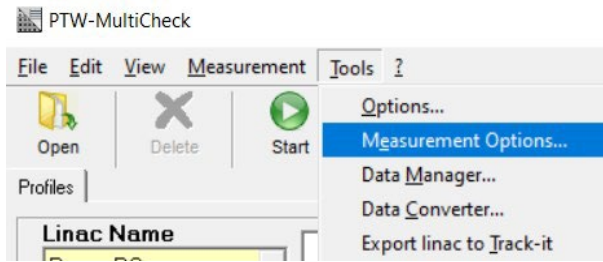 PTW-MultiCheck
File Edit View Measurement Tools ?
Open Delete Start
Options...
Measurement Options...
Data Manager...
Data Converter...
Export linac to Track-it
Profiles
Linac Name